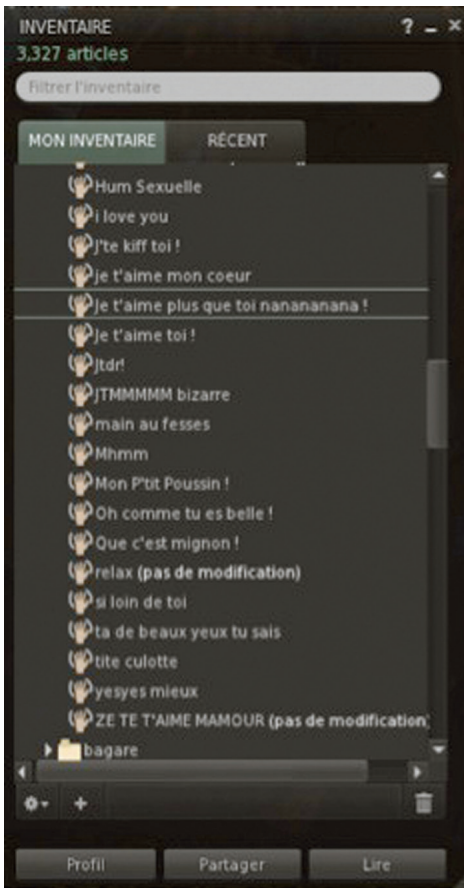 INVENTAIRE ? _ ×
3,327 articles
Filtrer l'inventaire
MON INVENTAIRE RÉCENT
Hum Sexuelle
i love you
J'te kiff toi !
je t'aime mon coeur
Je t'aime plus que toi nanananana !
Je t'aime toi !
Jtdr!
JTMMMMM bizarre
main au fesses
Mhmm
Mon P'tit Poussin !
Oh comme tu es belle !
Que c'est mignon !
relax (pas de modification)
si loin de toi
ta de beaux yeux tu sais
tite culotte
yesyes mieux
ZE TE T'AIME MAMOUR (pas de modification)
bagare
Profil Partager Lire